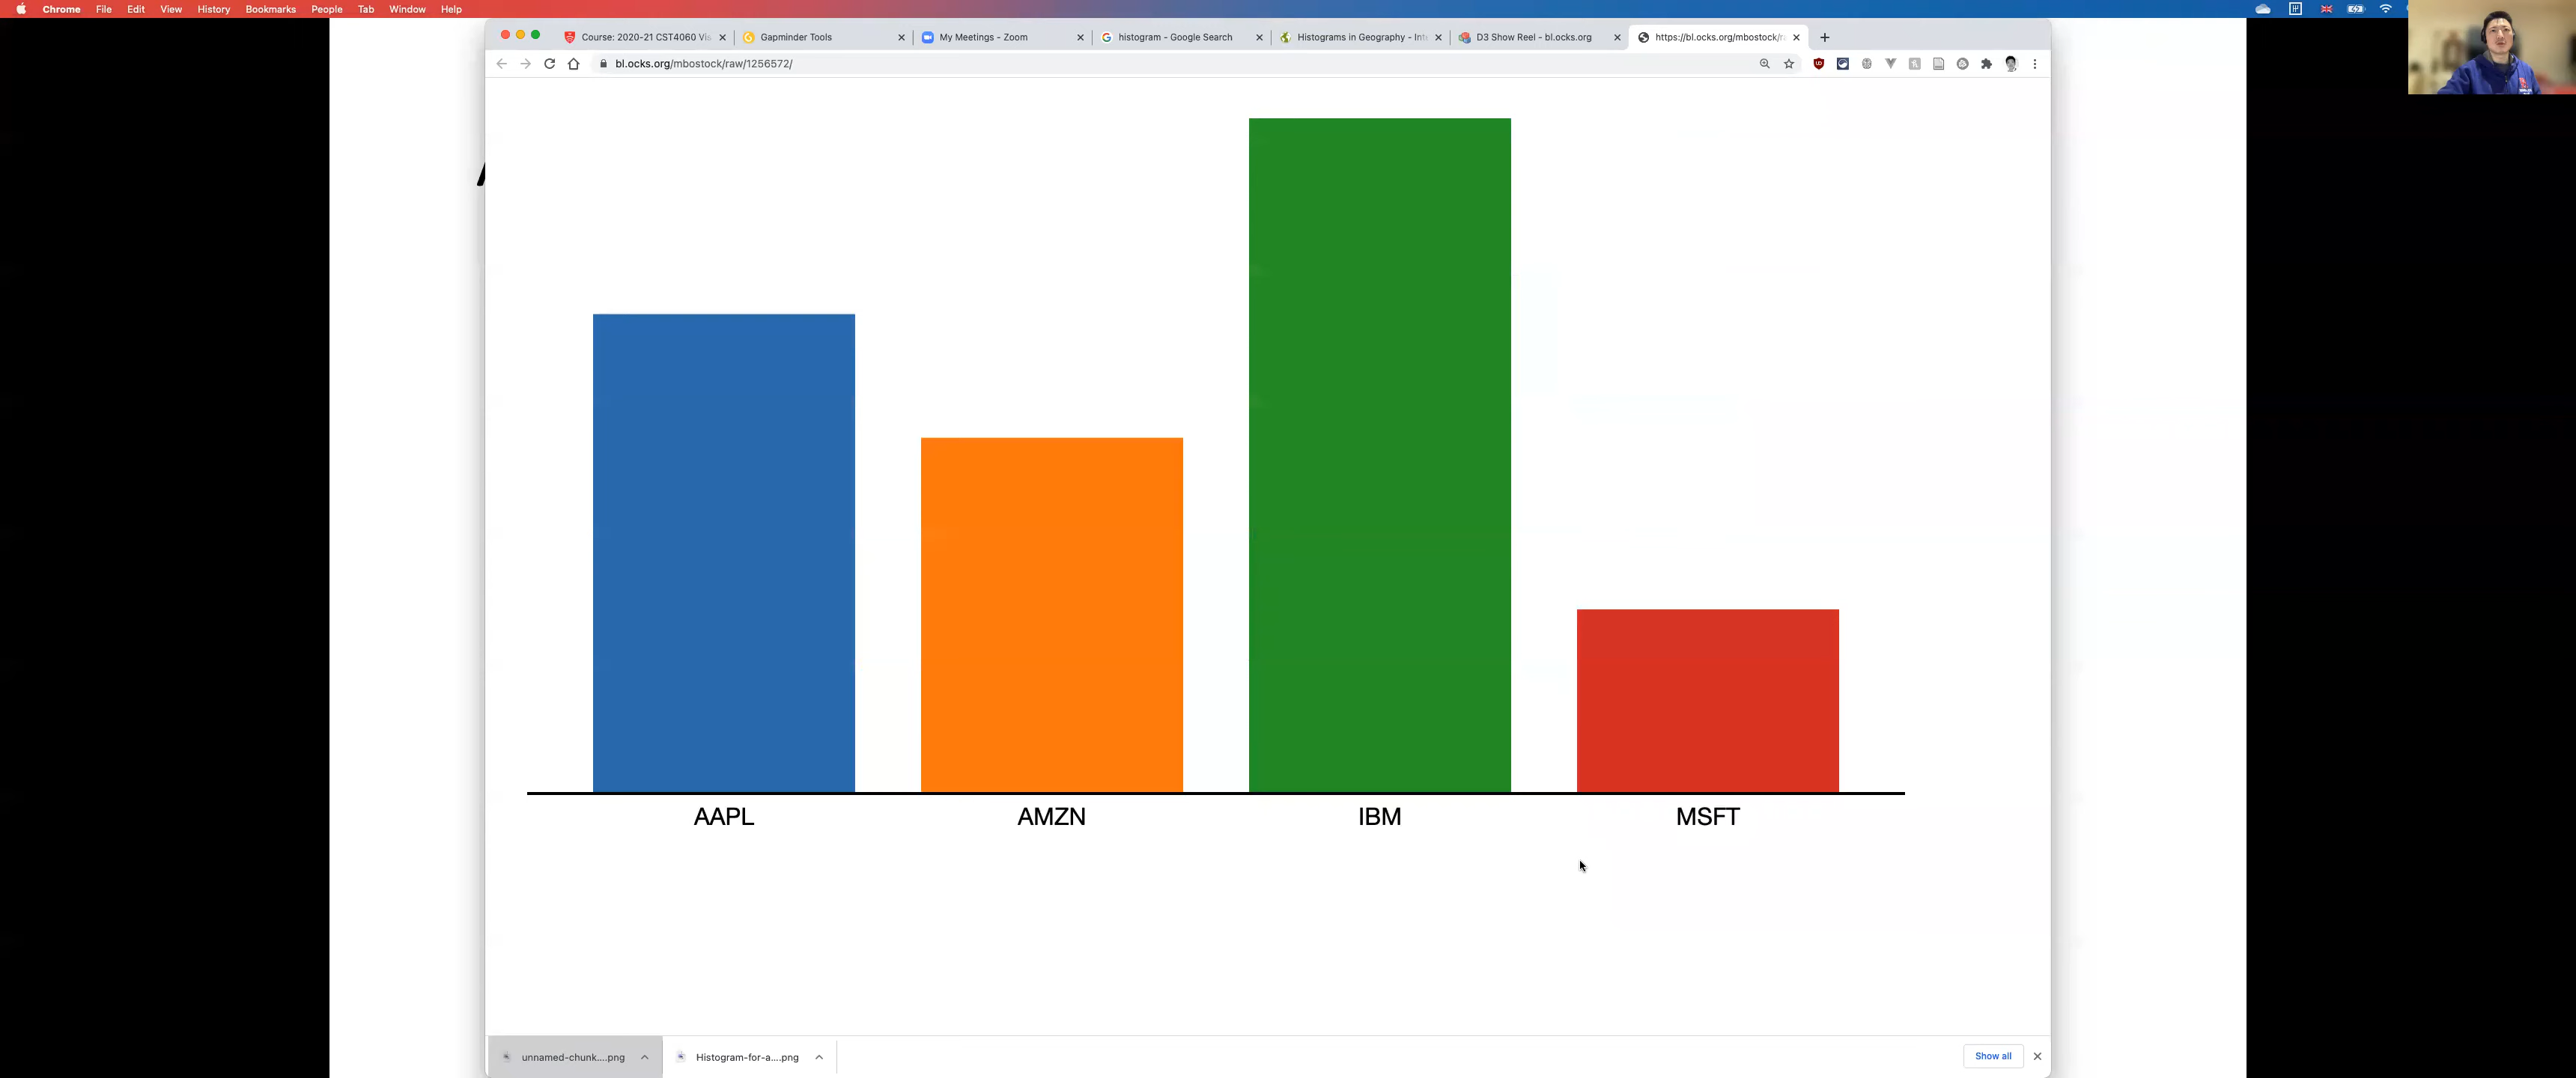 Chrome File Edit View History Bookmarks People Tab Window Help
Course: 2020-21 CST4060 Vi Gapminder Tools My Meetings - Zoom histogram - Google Search Histograms in Geography - Int D3 Show Reel - bl.ocks.org https://bl.ocks.org/mbostock/r
bl.ocks.org/mbostock/raw/1256572/
AAPL AMZN IBM MSFT
unnamed-chunk....png Histogram-for-a....png Show all